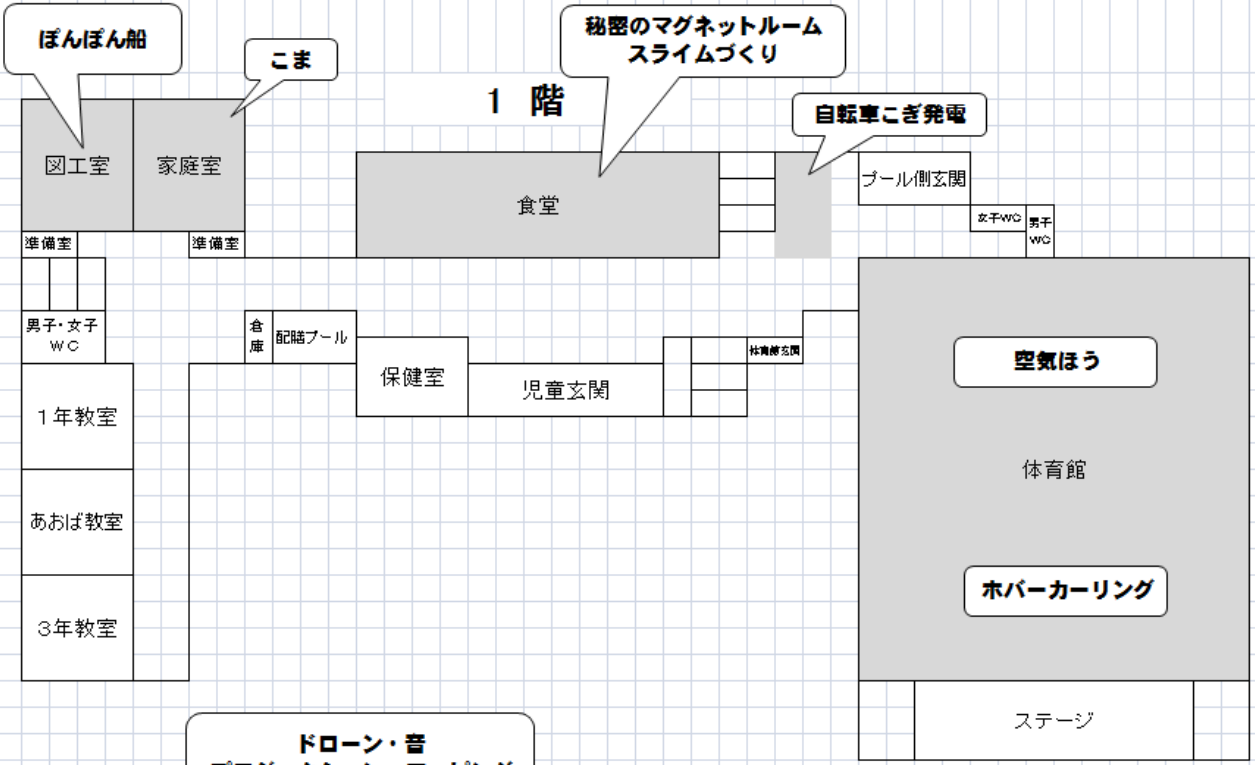 ぽんぽん船
こま
秘密のマグネットルーム
スライムづくり
1 階
自転車こぎ発電
図工室
家庭室
食堂
プール側玄関
準備室
準備室
女子WC
男子
WC
男子・女子
WC
倉
庫
配膳プール
保健室
児童玄関
体育館玄関
空気ほう
1年教室
体育館
あおば教室
ホバーカーリング
3年教室
ステージ
ドローン・音